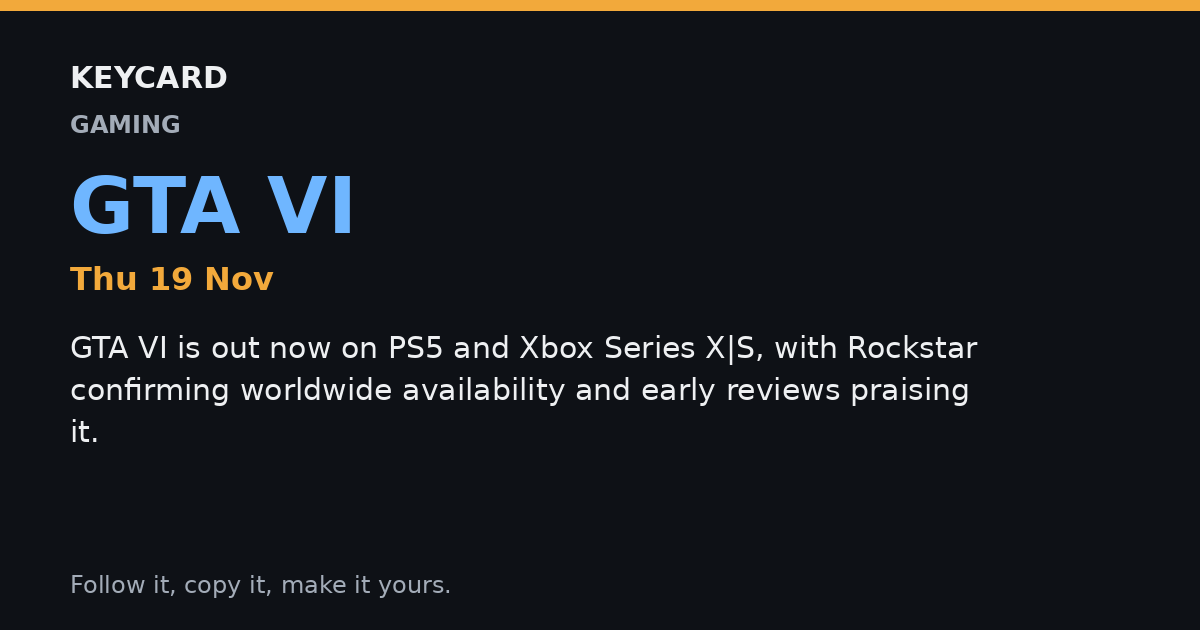 KEYCARD
GAMING
GTA VI
Thu 19 Nov
GTA VI is out now on PS5 and Xbox Series X|S, with Rockstar
confirming worldwide availability and early reviews praising
it.
Follow it, copy it, make it yours.